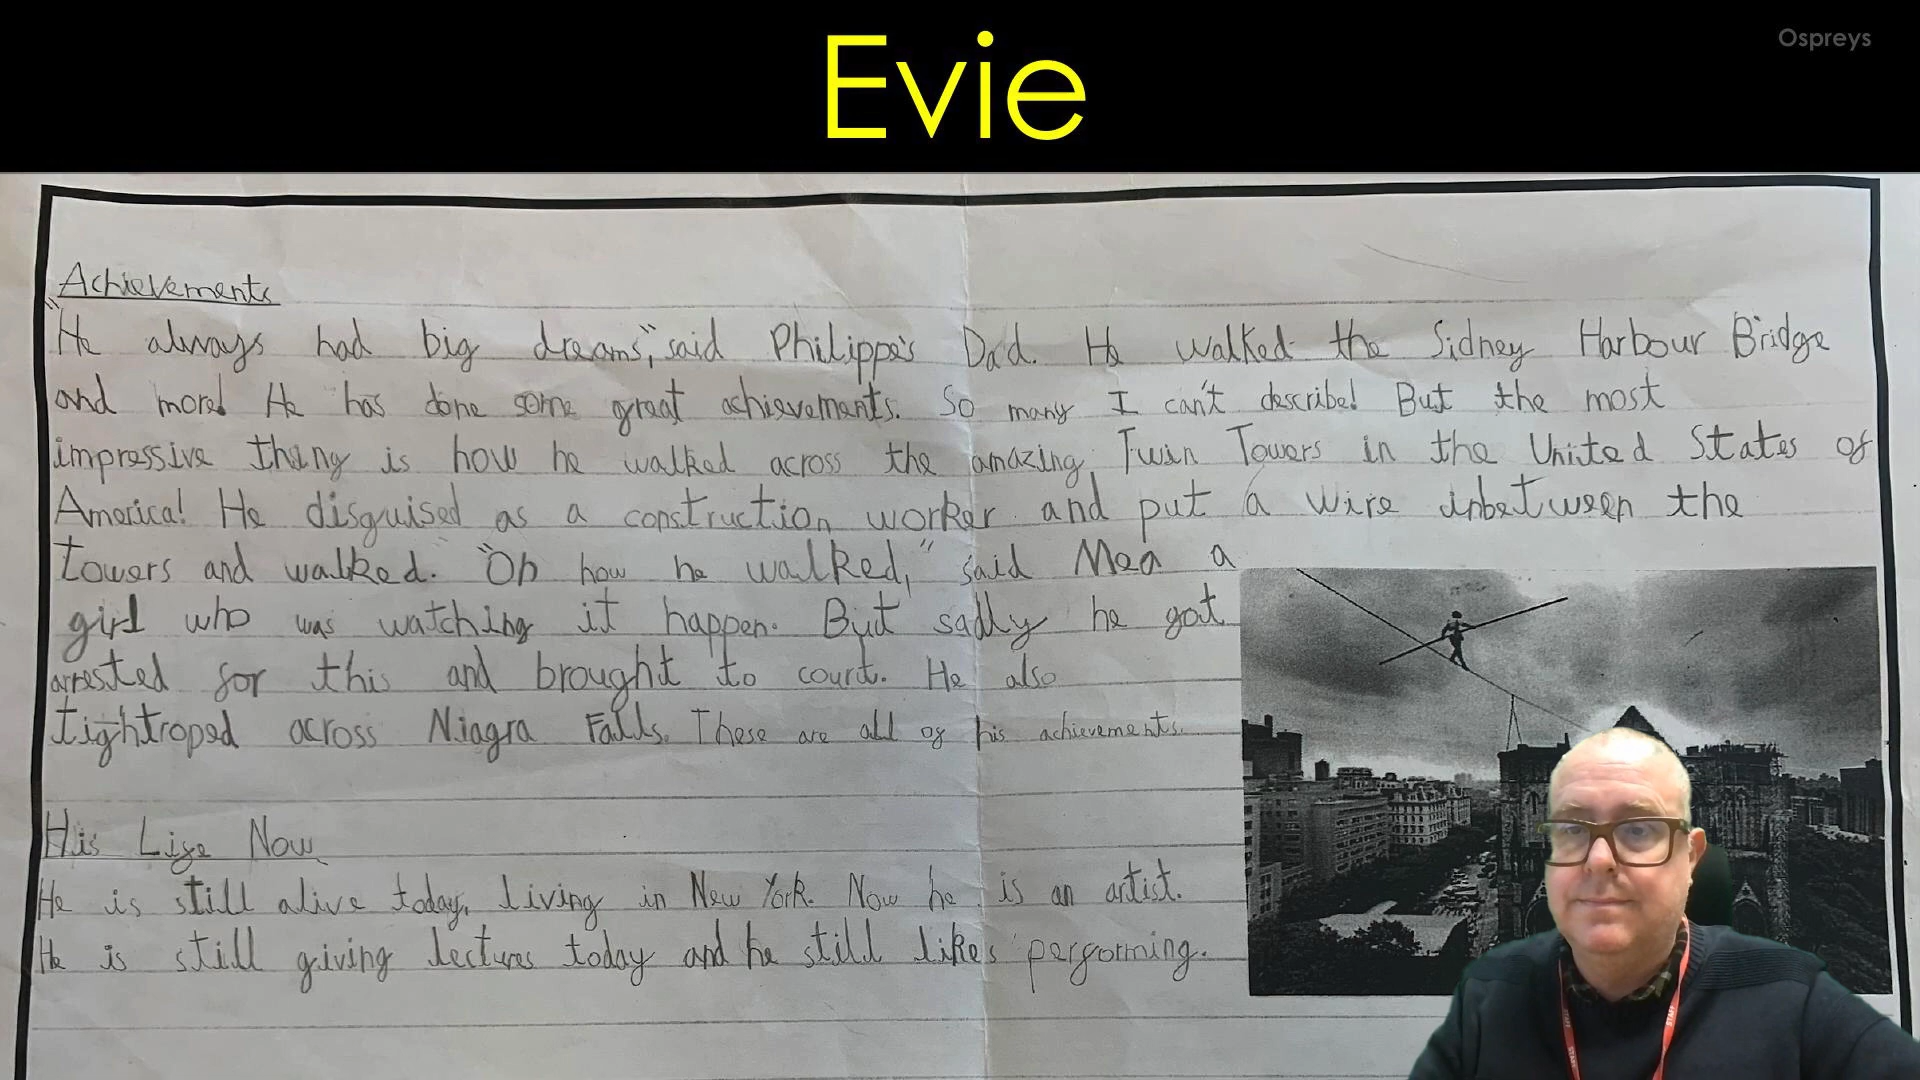 Evie
Ospreys
Achievements
"He always had big dreams," said Philippe's Dad. He walked the Sidney Harbour Bridge
and more! He has done some great achievements. So many I can't describe! But the most
impressive thing is how he walked across the amazing Twin Towers in the United States of
America! He disguised as a construction worker and put a wire inbetween the
towers and walked. "Oh how he walked," said Mea a
girl who was watching it happen. But sadly he got
arrested for this and brought to court. He also
tightroped across Niagra Falls. These are all of his achievements.
His Life Now
He is still alive today, living in New York. Now he is an artist.
He is still giving lectures today and he still likes performing.
STAFF
STAFF